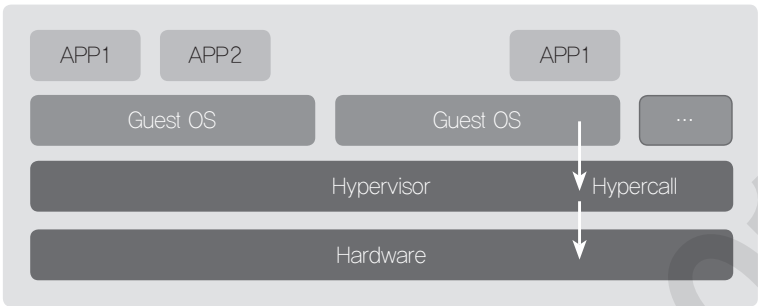 APP1 APP2 APP1
Guest OS Guest OS ...
Hypervisor Hypercall
Hardware